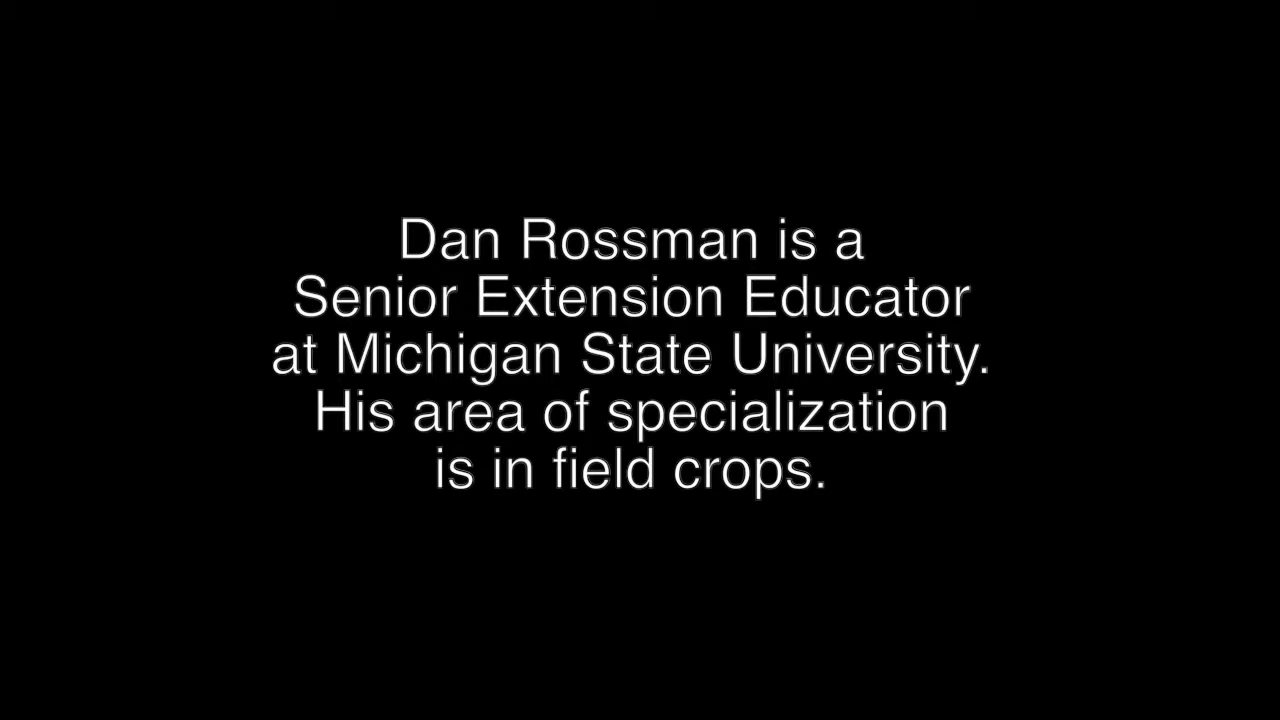 Dan Rossman is a
Senior Extension Educator
at Michigan State University.
His area of specialization
is in field crops.